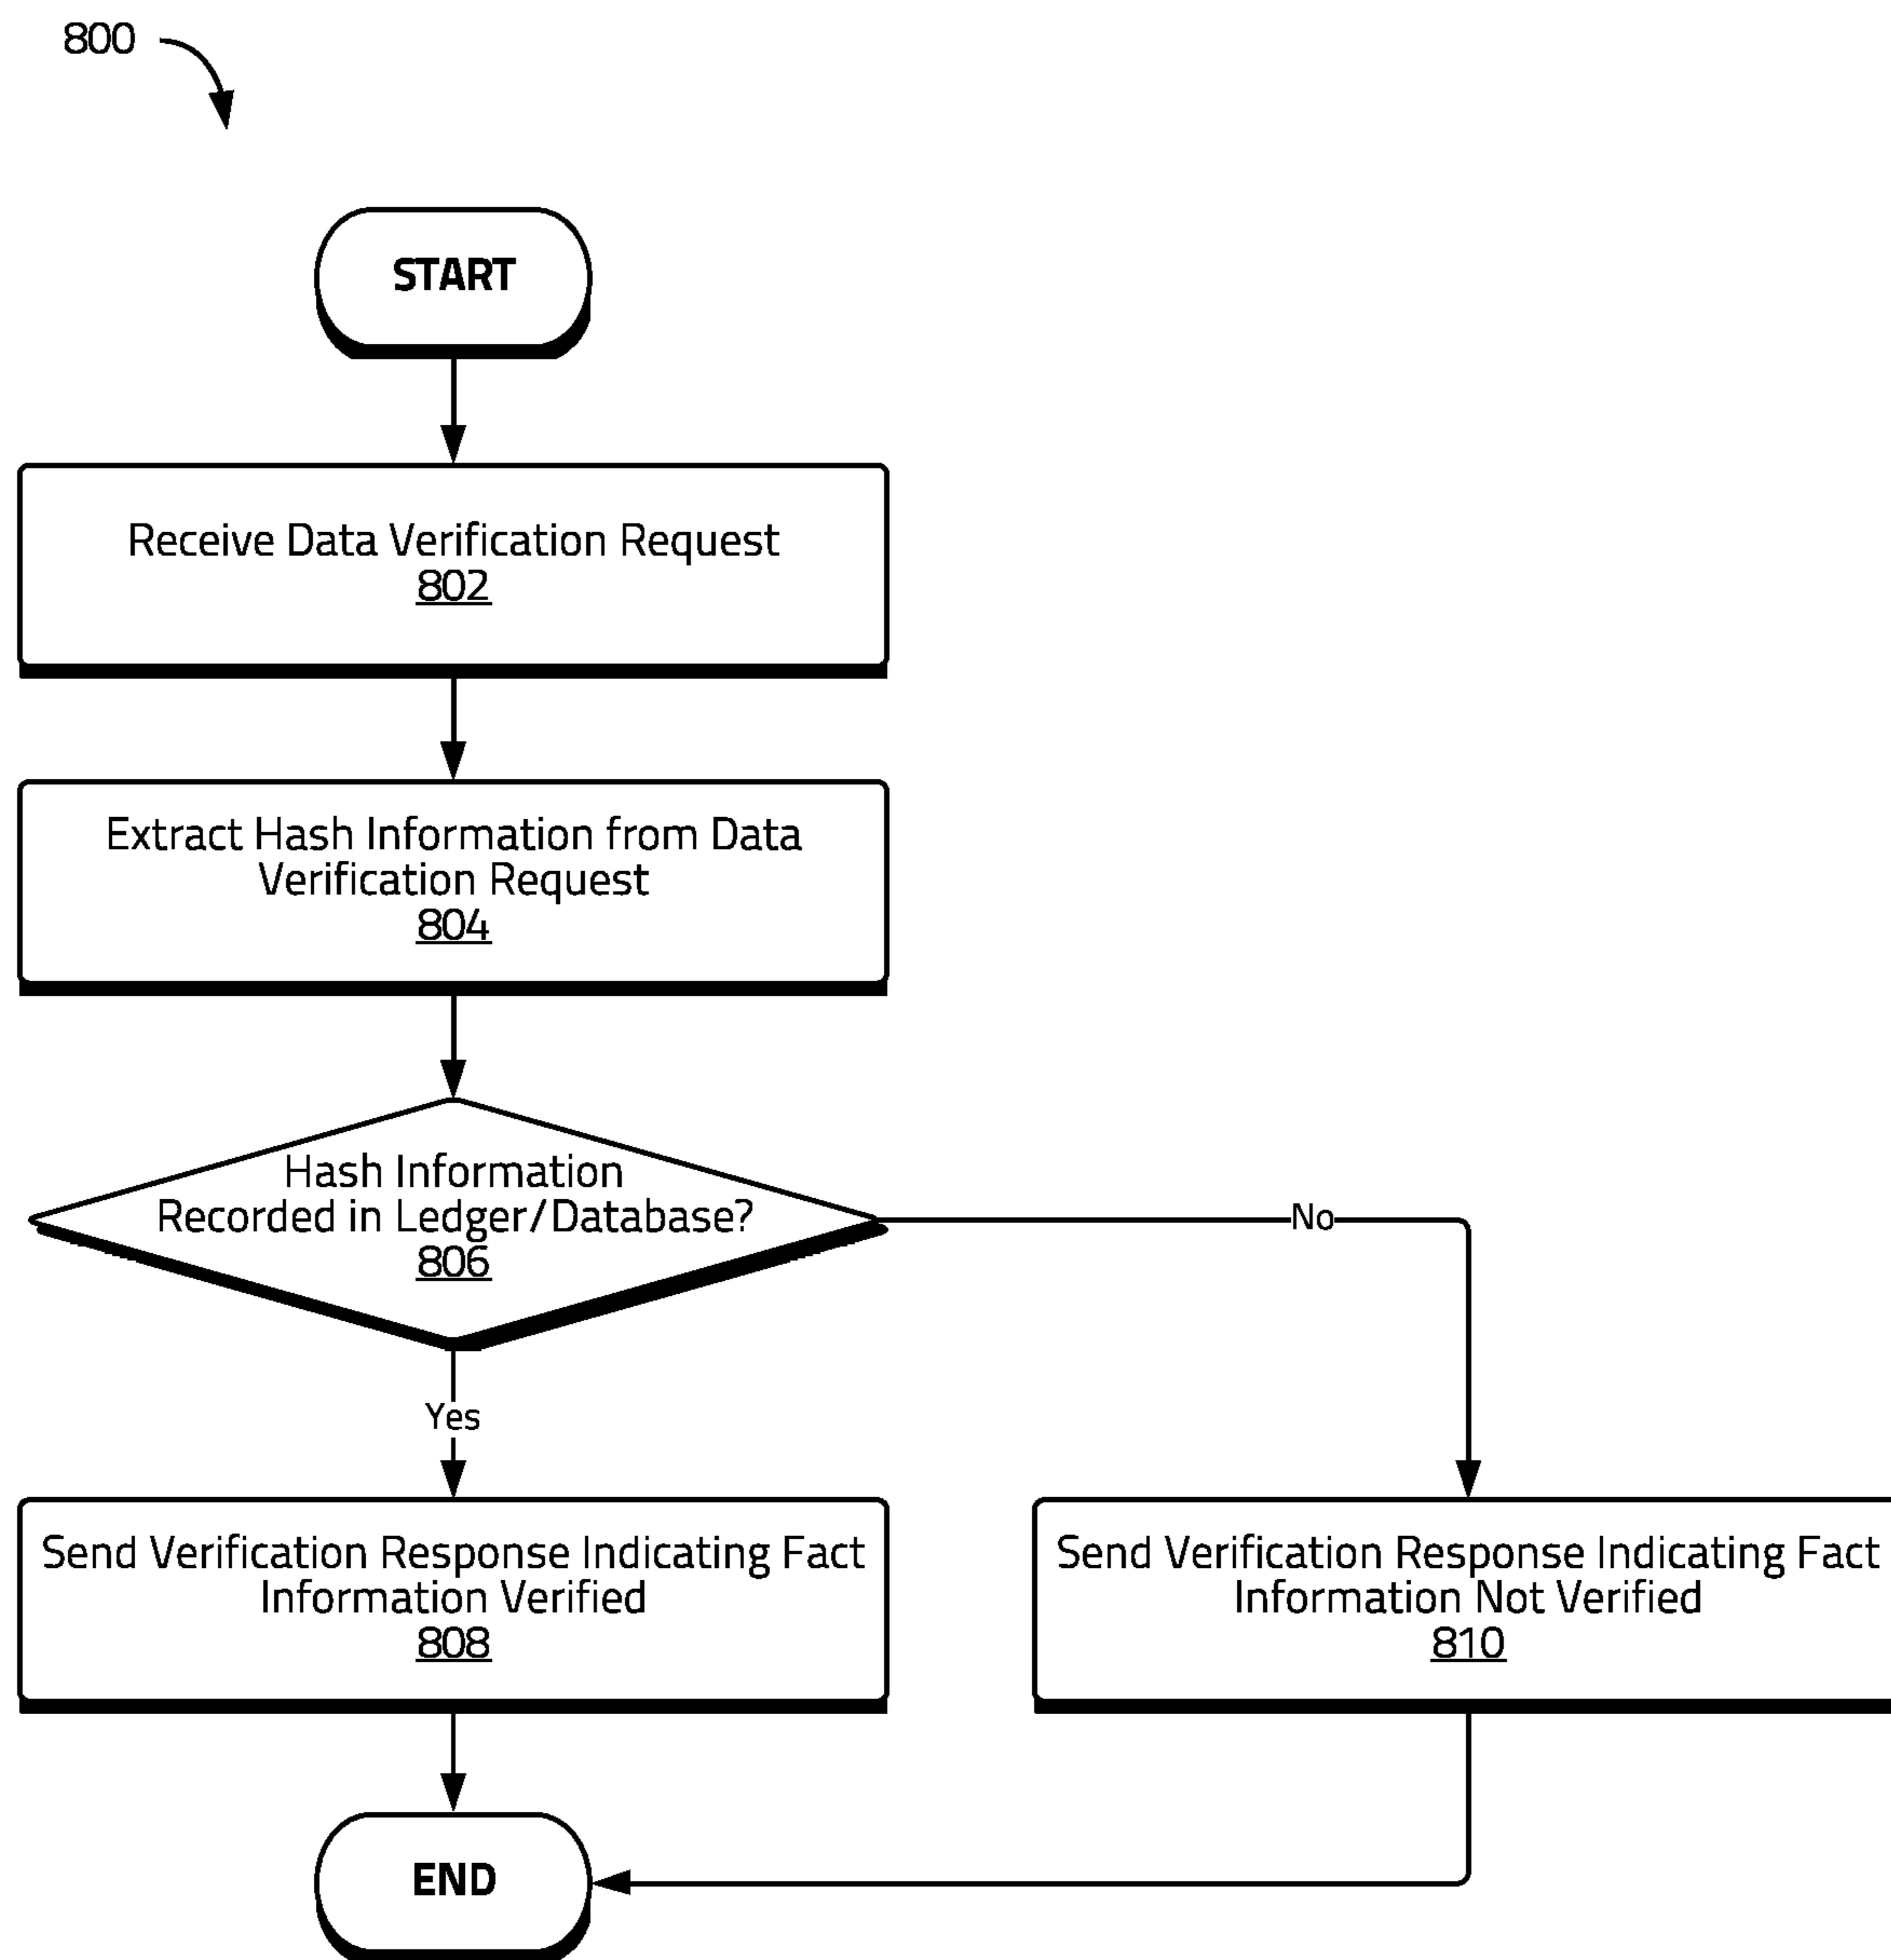 800
START
Receive Data Verification Request
802
Extract Hash Information from Data
Verification Request
804
Hash Information
Recorded in Ledger/Database?
806
No
Yes
Send Verification Response Indicating Fact
Information Verified
808
Send Verification Response Indicating Fact
Information Not Verified
810
END